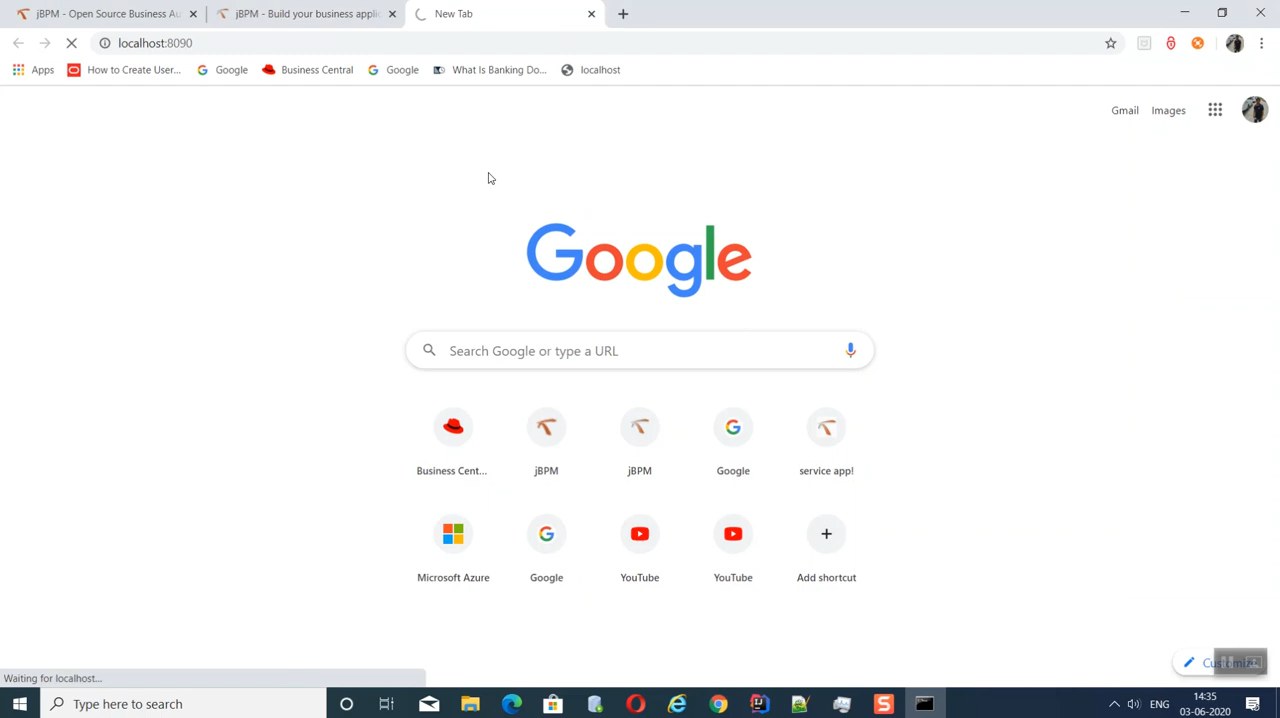 jBPM - Open Source Business Au
jBPM - Build your business applic
New Tab
localhost:8090
Apps
How to Create User...
Google
Business Central
Google
What Is Banking Do...
localhost
Gmail
Images
Google
Search Google or type a URL
Business Cent...
jBPM
jBPM
Google
service app!
Microsoft Azure
Google
YouTube
YouTube
Add shortcut
Waiting for localhost...
Customize
Type here to search
ENG
14:35
03-06-2020